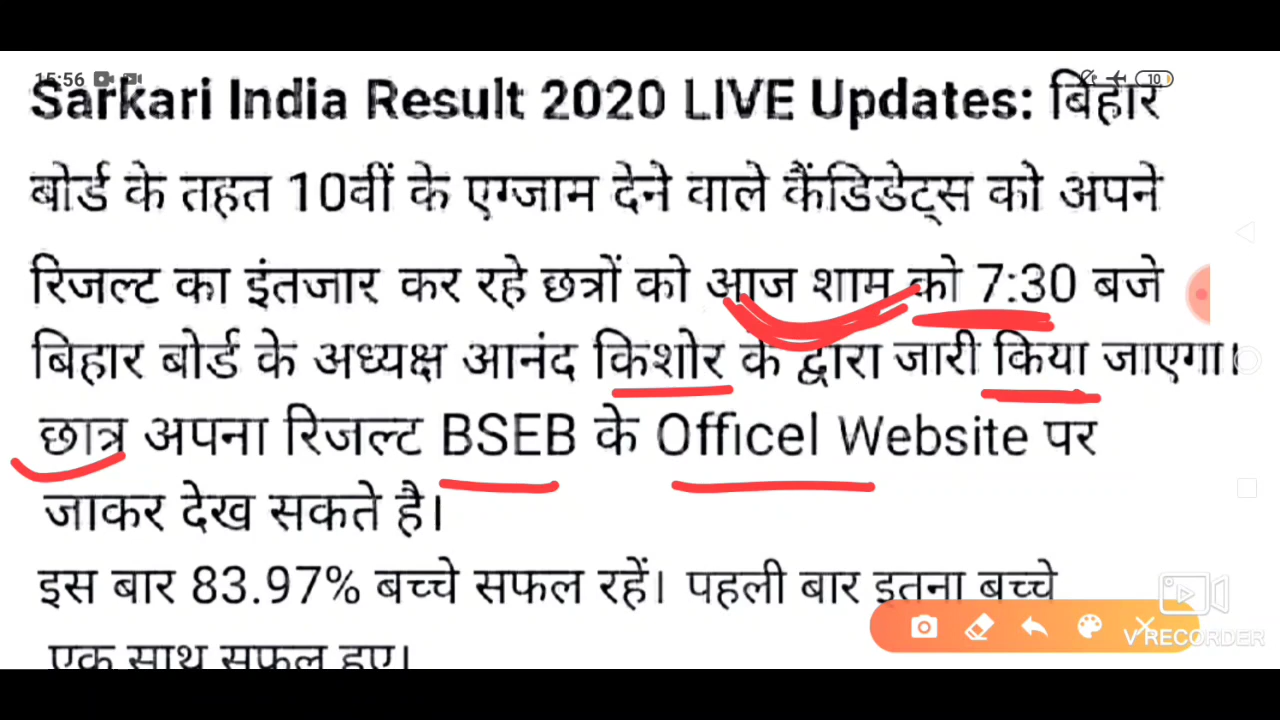 15:56
10
Sarkari India Result 2020 LIVE Updates: बिहार
बोर्ड के तहत 10वीं के एग्जाम देने वाले कैंडिडेट्स को अपने
रिजल्ट का इंतजार कर रहे छत्रों को आज शाम को 7:30 बजे
बिहार बोर्ड के अध्यक्ष आनंद किशोर के द्वारा जारी किया जाएगा।
छात्र अपना रिजल्ट BSEB के Officel Website पर
जाकर देख सकते है।
इस बार 83.97% बच्चे सफल रहें। पहली बार इतना बच्चे
एक साथ सफल हुए।
V RECORDER